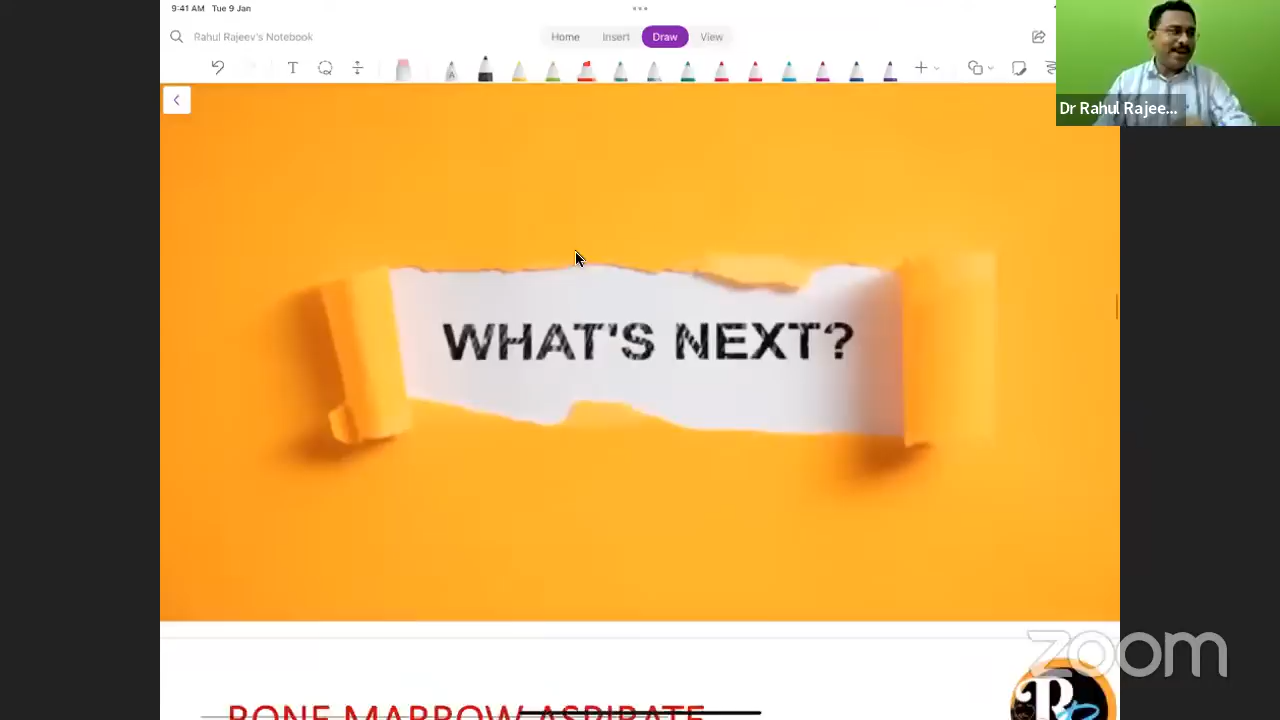 9:41 AM Tue 9 Jan
Rahul Rajeev's Notebook
Home Insert Draw View
T
A
Dr Rahul Rajee...
WHAT'S NEXT?
zoom
BONE MARROW ASPIRATE
R